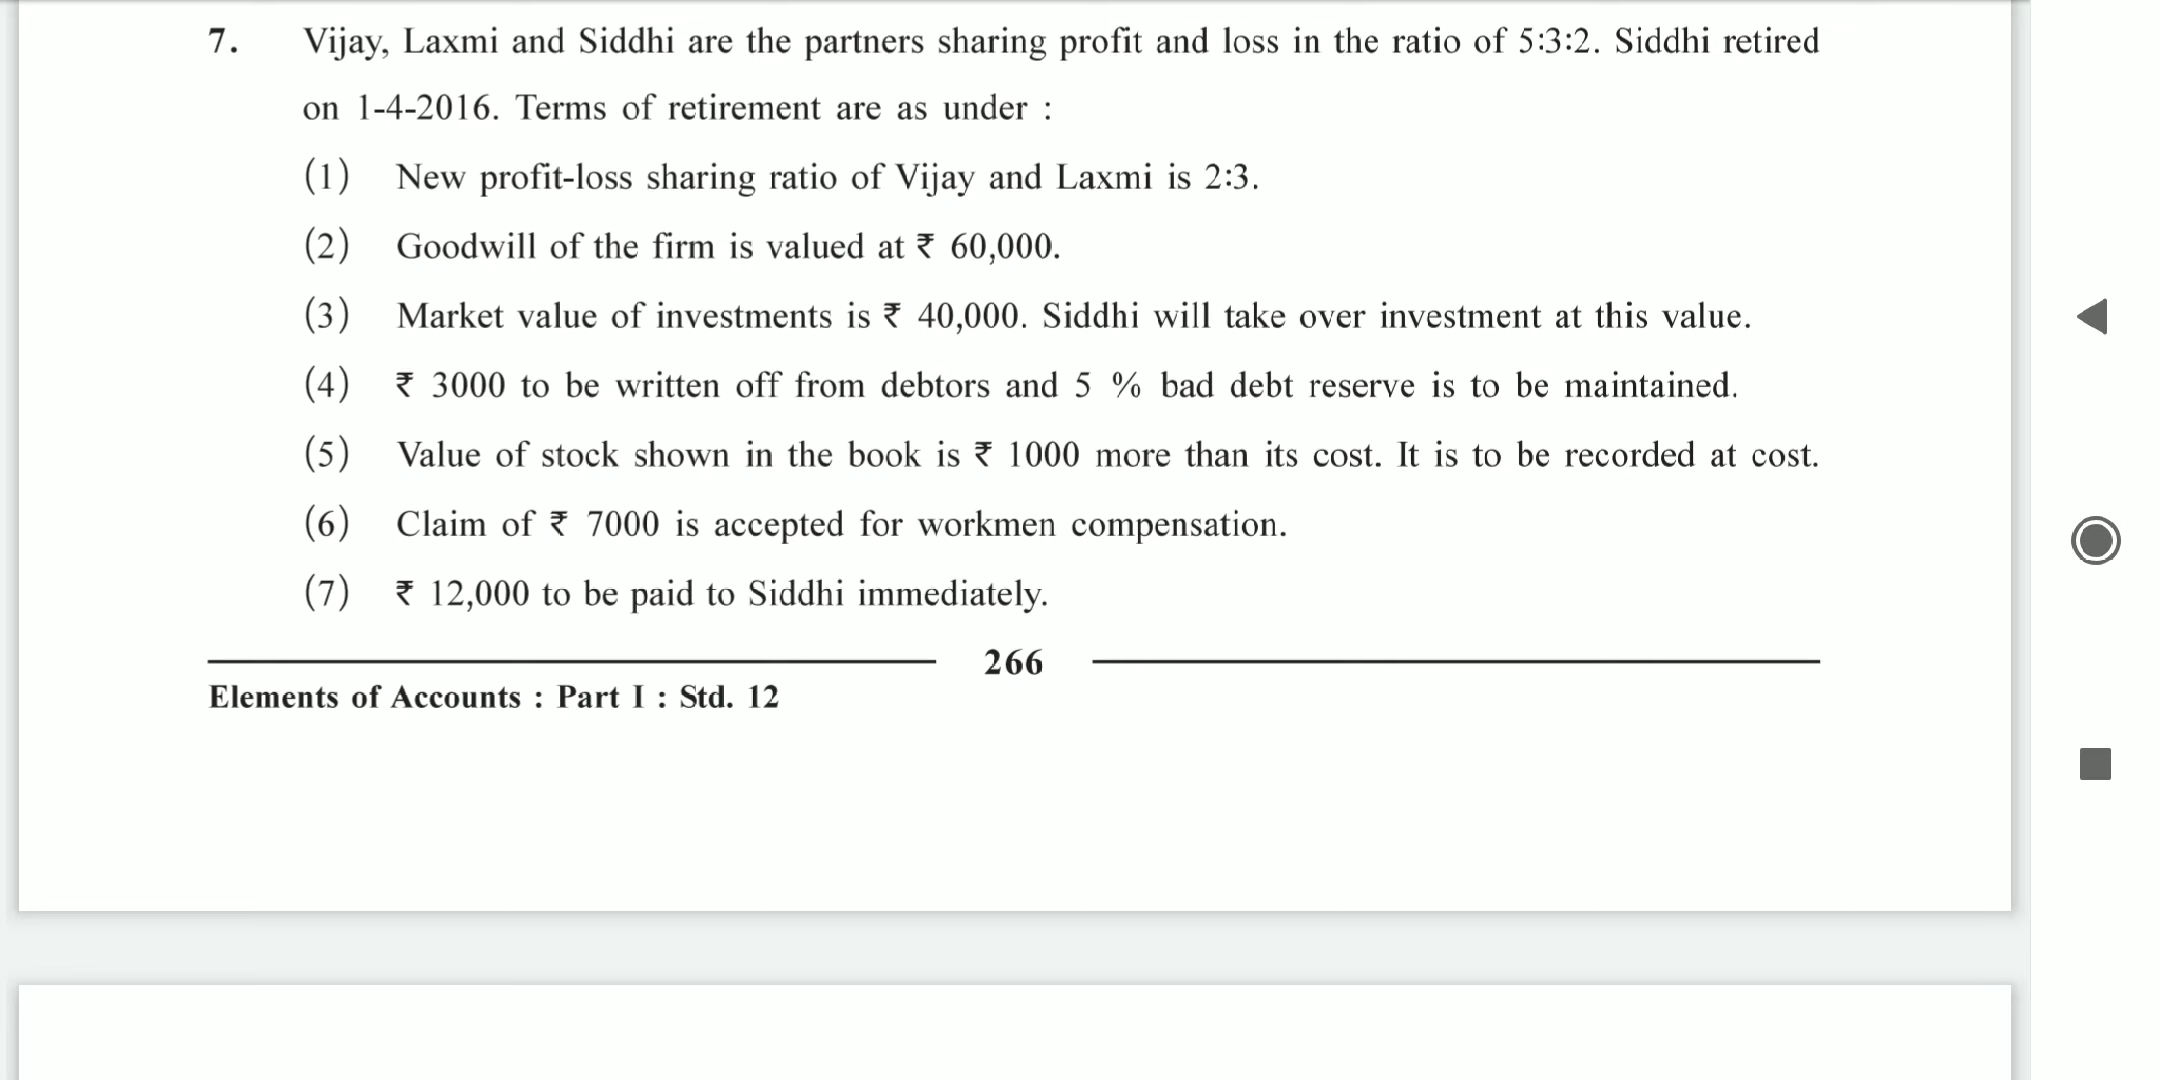 7. Vijay, Laxmi and Siddhi are the partners sharing profit and loss in the ratio of 5:3:2. Siddhi retired
on 1-4-2016. Terms of retirement are as under :
(1) New profit-loss sharing ratio of Vijay and Laxmi is 2:3.
(2) Goodwill of the firm is valued at ₹ 60,000.
(3) Market value of investments is ₹ 40,000. Siddhi will take over investment at this value.
(4) ₹ 3000 to be written off from debtors and 5 % bad debt reserve is to be maintained.
(5) Value of stock shown in the book is ₹ 1000 more than its cost. It is to be recorded at cost.
(6) Claim of ₹ 7000 is accepted for workmen compensation.
(7) ₹ 12,000 to be paid to Siddhi immediately.
266
Elements of Accounts : Part I : Std. 12